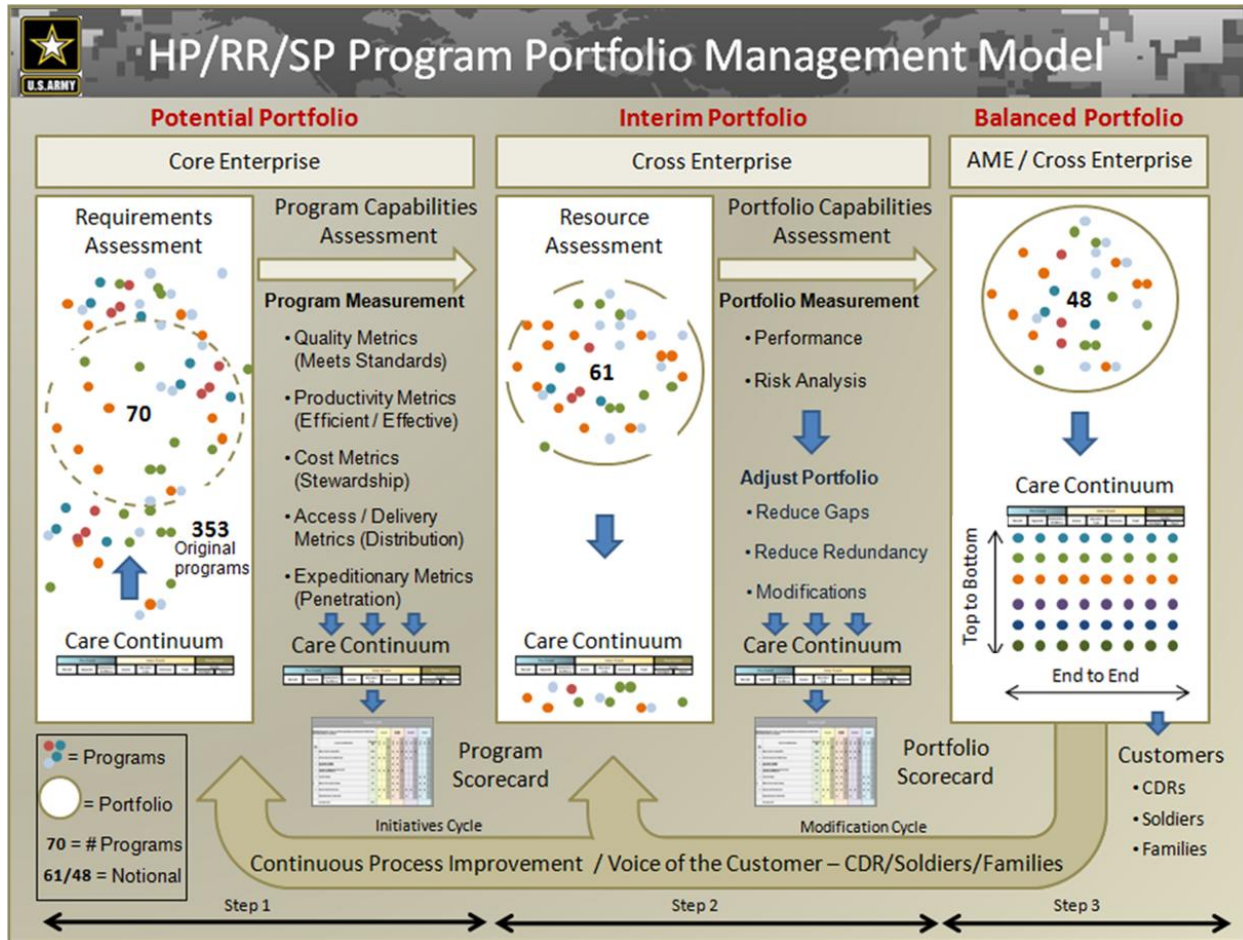 U.S.ARMY
HP/RR/SP Program Portfolio Management Model
Potential Portfolio
Interim Portfolio
Balanced Portfolio
Core Enterprise
Cross Enterprise
AME / Cross Enterprise
Requirements
Assessment
70
353
Original
programs
Care Continuum
Program Capabilities
Assessment
Program Measurement
• Quality Metrics
(Meets Standards)
• Productivity Metrics
(Efficient / Effective)
• Cost Metrics
(Stewardship)
• Access / Delivery
Metrics (Distribution)
• Expeditionary Metrics
(Penetration)
Care Continuum
Program
Scorecard
Resource
Assessment
61
Care Continuum
Portfolio Capabilities
Assessment
Portfolio Measurement
• Performance
• Risk Analysis
Adjust Portfolio
• Reduce Gaps
• Reduce Redundancy
• Modifications
Care Continuum
Portfolio
Scorecard
48
Care Continuum
Top to Bottom
End to End
Customers
• CDRs
• Soldiers
• Families
= Programs
= Portfolio
70 = # Programs
61/48 = Notional
Initiatives Cycle
Modification Cycle
Continuous Process Improvement / Voice of the Customer – CDR/Soldiers/Families
Step 1
Step 2
Step 3